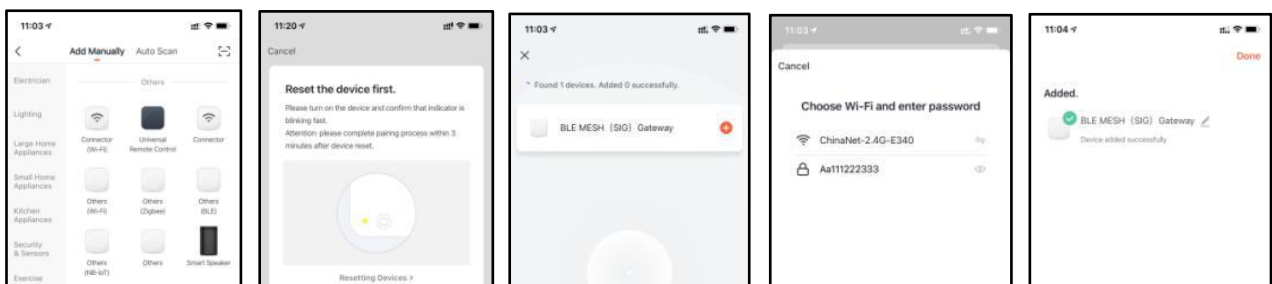 11:03
Add Manually Auto Scan
Electrician
Others
Lighting
Large Home
Appliances
Connector
(Wi-Fi)
Universal
Remote Control
Connector
Small Home
Appliances
Others
(Wi-Fi)
Others
(Zigbee)
Others
(BLE)
Kitchen
Appliances
Security
& Sensors
Others
(NB-IoT)
Others
Smart Speaker
Exercise
11:20
Cancel
Reset the device first.
Please turn on the device and confirm that indicator is
blinking fast.
Attention: please complete pairing process within 3
minutes after device reset.
Resetting Devices >
11:03
Found 1 devices. Added 0 successfully.
BLE MESH (SIG) Gateway
11:03
Cancel
Choose Wi-Fi and enter password
ChinaNet-2.4G-E340
Aa111222333
11:04
Done
Added.
BLE MESH (SIG) Gateway
Device added successfully